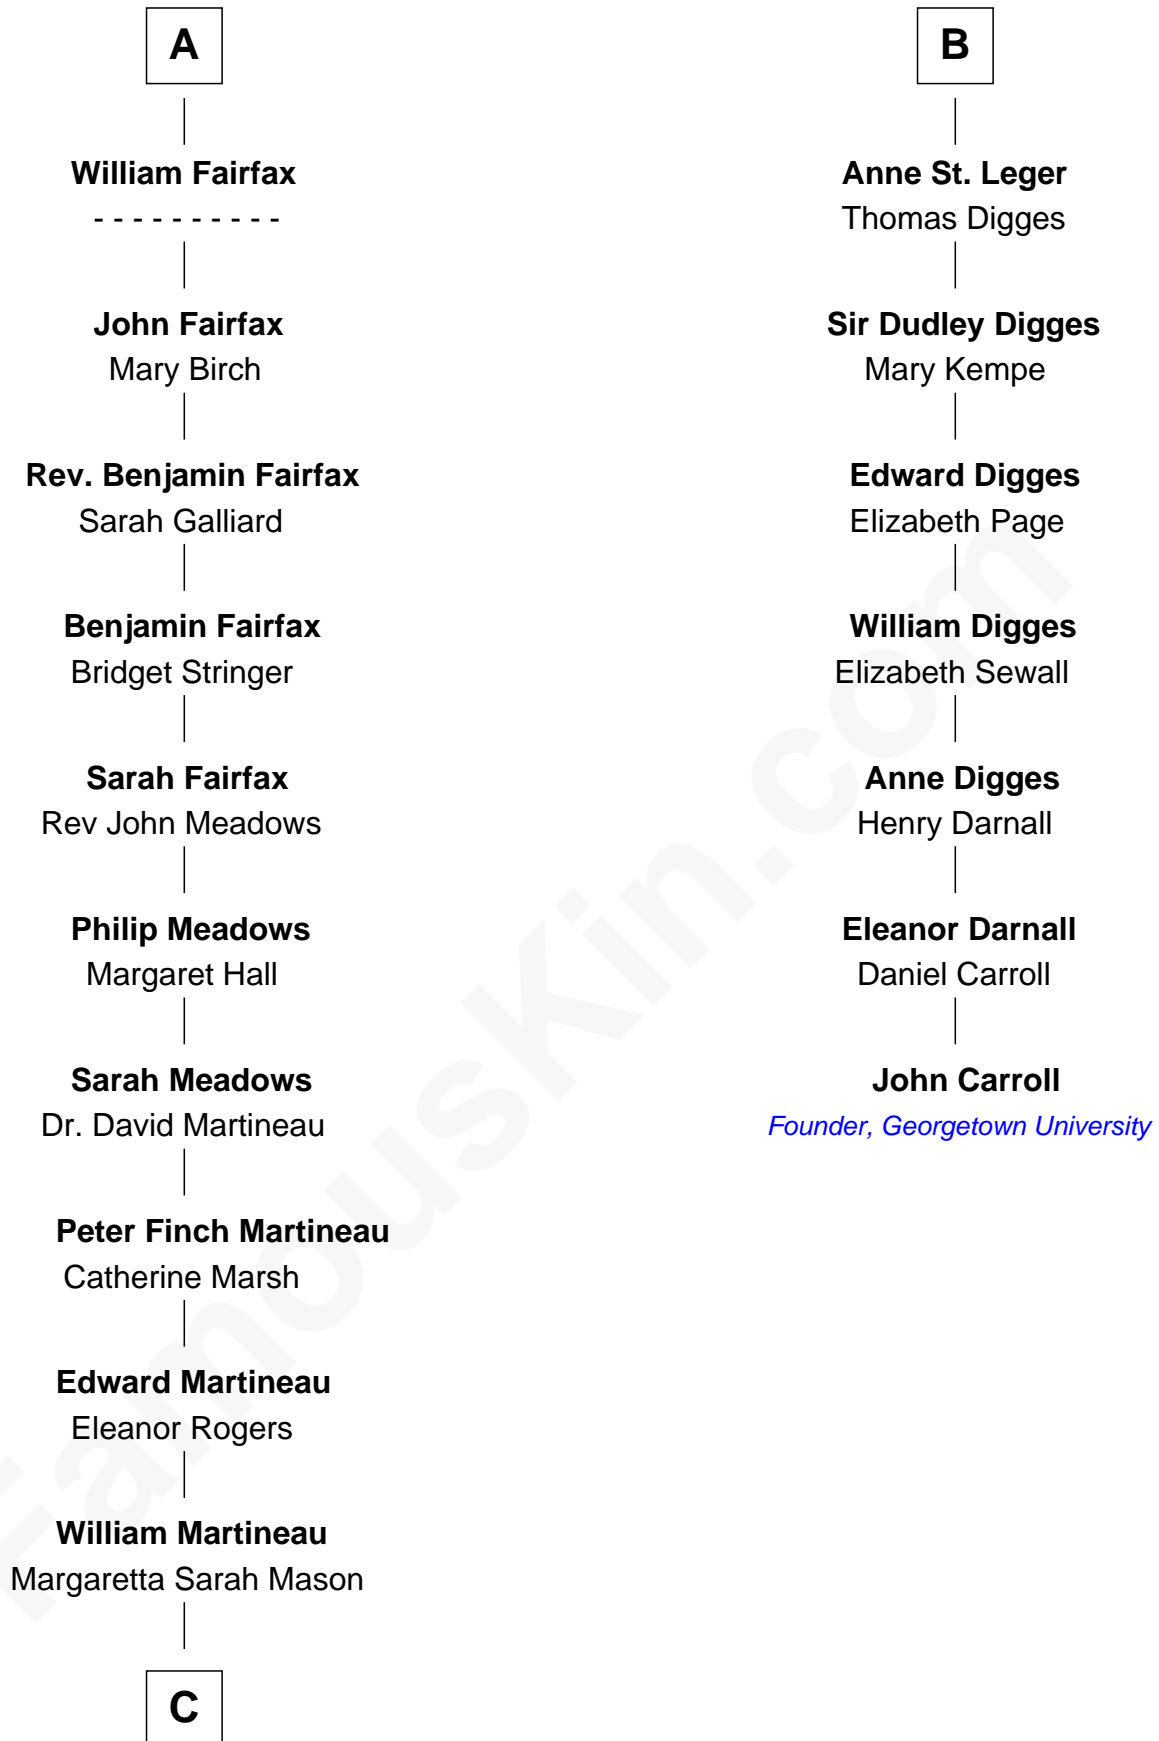 A
William Fairfax
- - - - - - - - - -
John Fairfax
Mary Birch
Rev. Benjamin Fairfax
Sarah Galliard
Benjamin Fairfax
Bridget Stringer
Sarah Fairfax
Rev John Meadows
Philip Meadows
Margaret Hall
Sarah Meadows
Dr. David Martineau
Peter Finch Martineau
Catherine Marsh
Edward Martineau
Eleanor Rogers
William Martineau
Margaretta Sarah Mason
C
B
Anne St. Leger
Thomas Digges
Sir Dudley Digges
Mary Kempe
Edward Digges
Elizabeth Page
William Digges
Elizabeth Sewall
Anne Digges
Henry Darnall
Eleanor Darnall
Daniel Carroll
John Carroll
Founder, Georgetown University
FamousKin.com